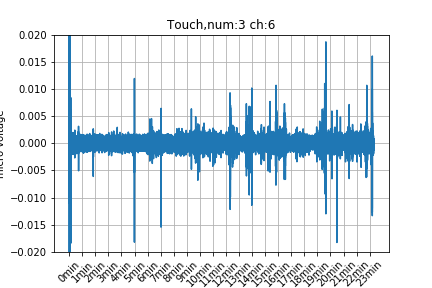 Touch,num:3 ch:6
0.020
0.015
0.010
0.005
0.000
−0.005
−0.010
−0.015
−0.020
micro voltage
0min
1min
2min
3min
4min
5min
6min
7min
8min
9min
10min
11min
12min
13min
14min
15min
16min
17min
18min
19min
20min
21min
22min
23min